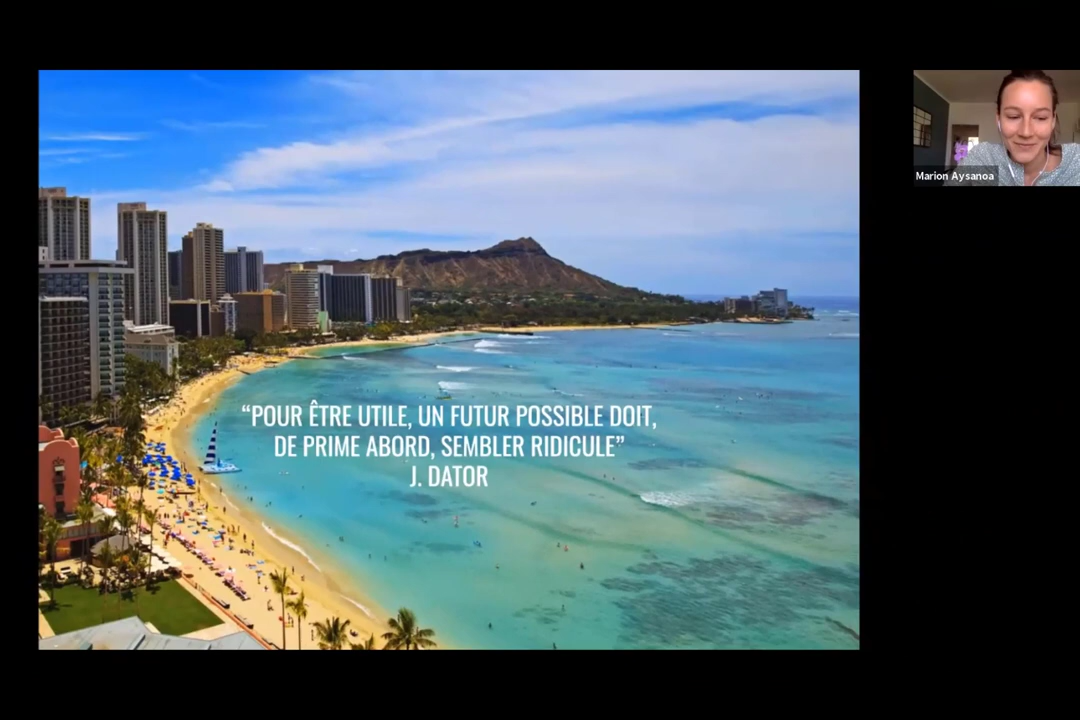 “POUR ÊTRE UTILE, UN FUTUR POSSIBLE DOIT,
DE PRIME ABORD, SEMBLER RIDICULE”
J. DATOR
Marion Aysanoa